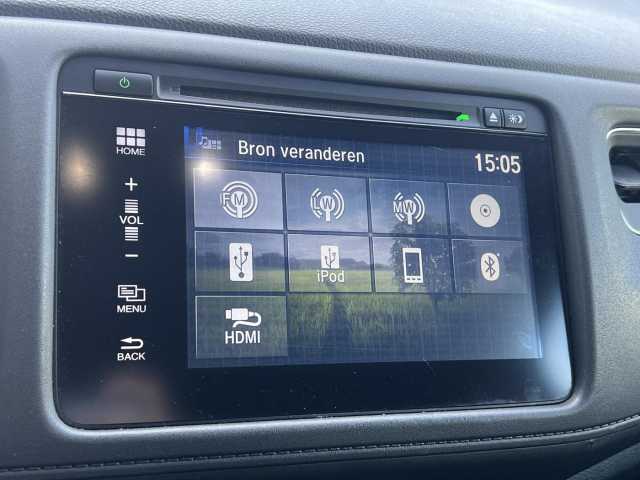 HOME
Bron veranderen
15:05
+
VOL
-
FM
LW
MW
iPod
MENU
HDMI
BACK